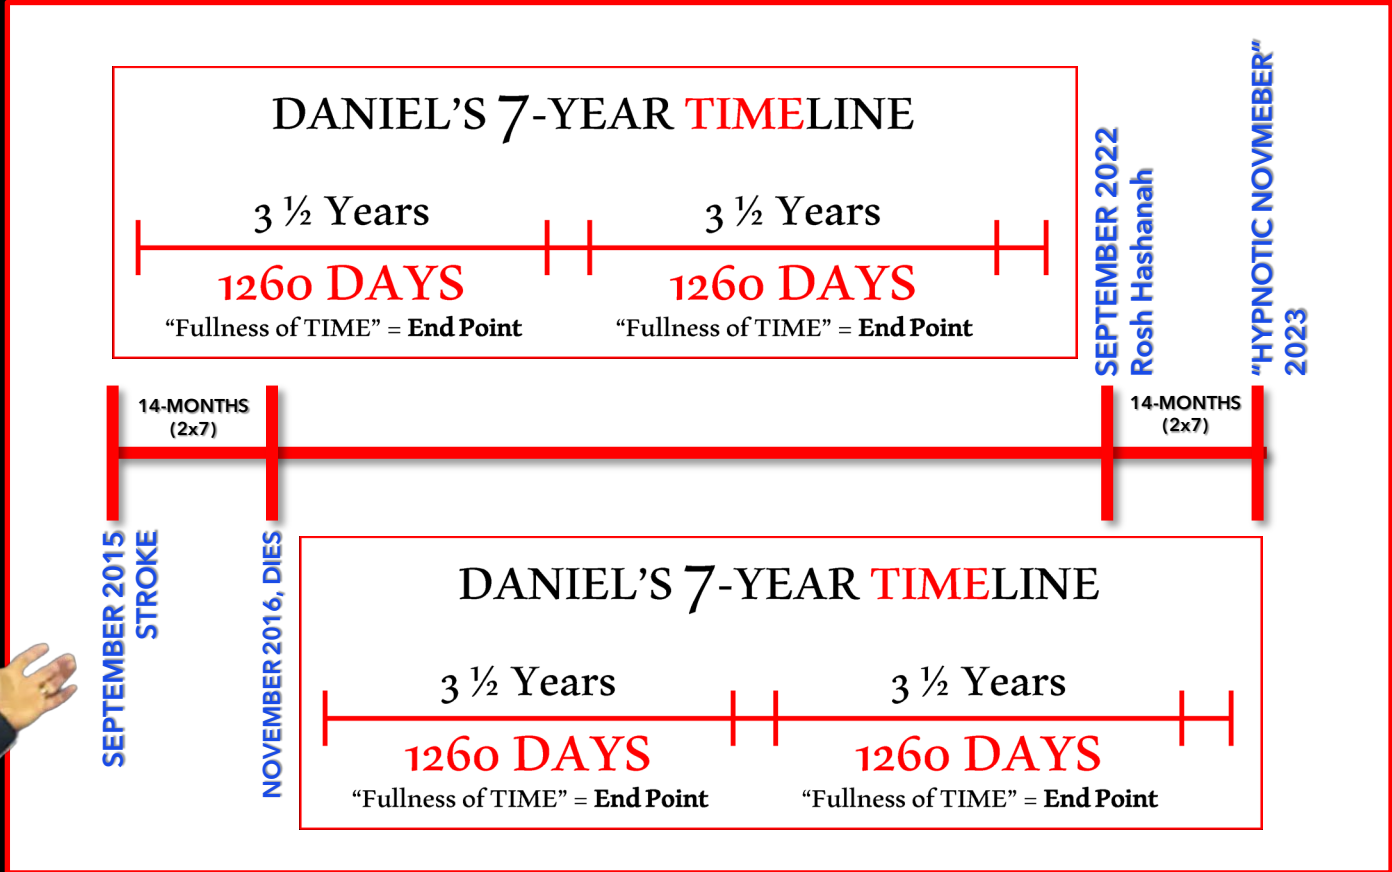 DANIEL'S 7-YEAR TIMELINE
3 ½ Years
3 ½ Years
1260 DAYS
1260 DAYS
“Fullness of TIME” = End Point
“Fullness of TIME” = End Point
SEPTEMBER 2022
Rosh Hashanah
“HYPNOTIC NOVMEBER”
2023
14-MONTHS
(2x7)
14-MONTHS
(2x7)
SEPTEMBER 2015
STROKE
NOVEMBER 2016, DIES
DANIEL'S 7-YEAR TIMELINE
3 ½ Years
3 ½ Years
1260 DAYS
1260 DAYS
“Fullness of TIME” = End Point
“Fullness of TIME” = End Point